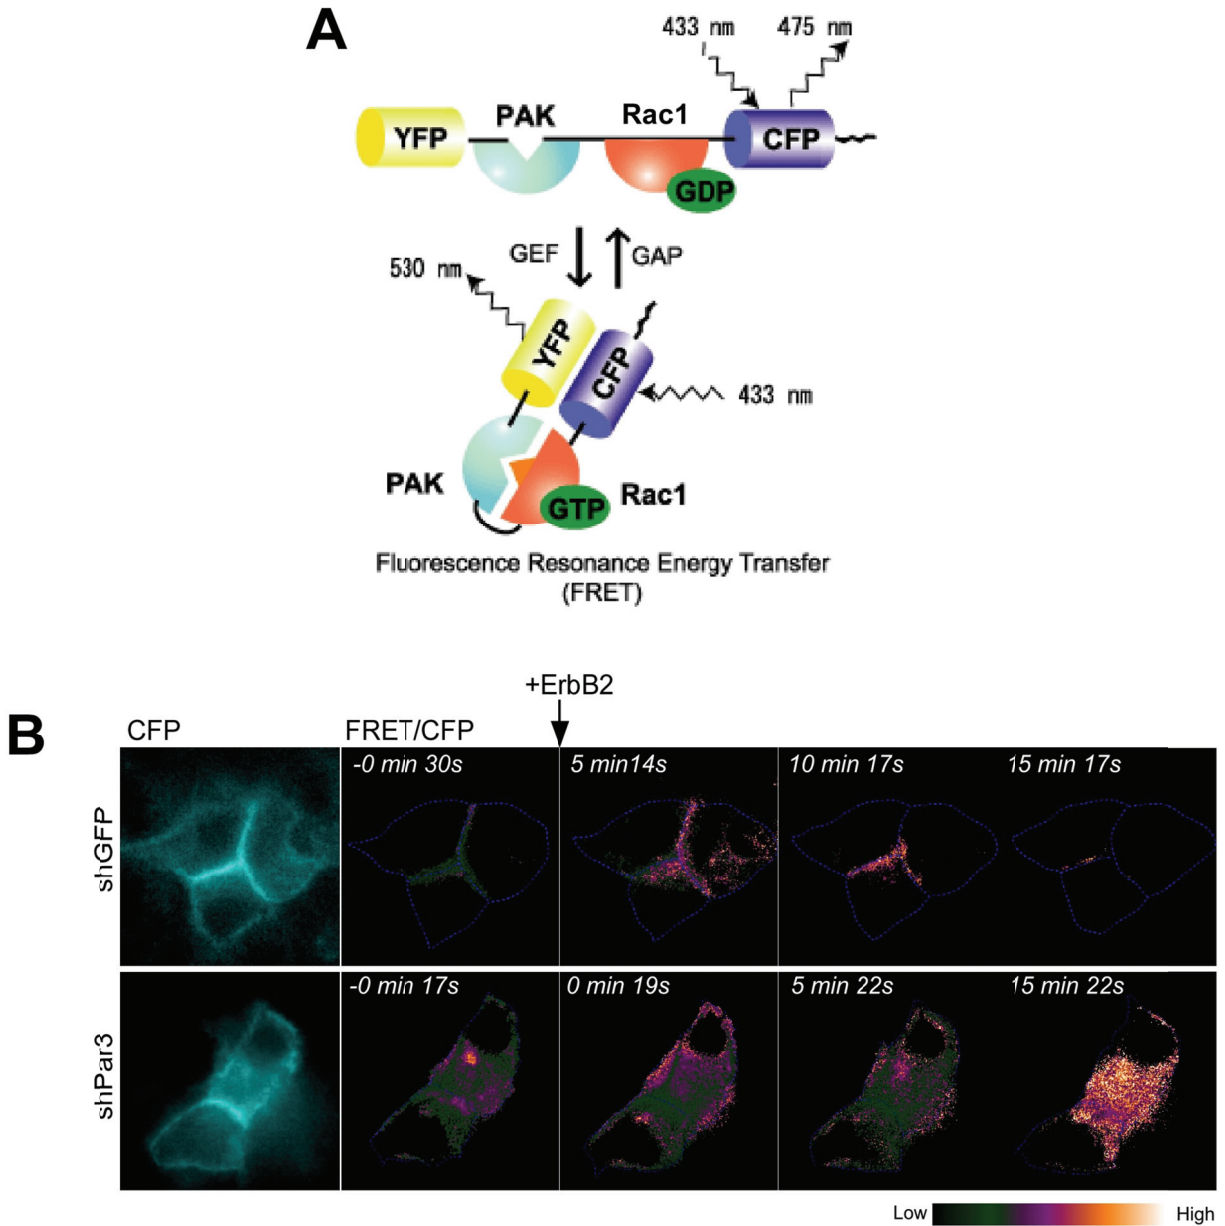 A
433 nm 475 nm
YFP PAK Rac1 CFP
GDP
GEF GAP
530 nm
YFP CFP
433 nm
PAK GTP Rac1
Fluorescence Resonance Energy Transfer
(FRET)
+ErbB2
B CFP FRET/CFP
shGFP
-0 min 30s 5 min14s 10 min 17s 15 min 17s
shPar3
-0 min 17s 0 min 19s 5 min 22s 15 min 22s
Low High